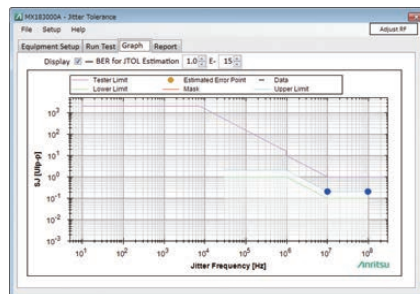 MX183000A - Jitter Tolerance
File Setup Help
Adjust RF
Equipment Setup Run Test Graph Report
Display BER for JTOL Estimation 1.0 E- 15
Tester Limit Estimated Error Point Data
Lower Limit Mask Upper Limit
SJ [UIp-p]
10³
10²
10¹
10⁰
10⁻¹
10⁻²
10⁻³
10¹ 10² 10³ 10⁴ 10⁵ 10⁶ 10⁷ 10⁸
Jitter Frequency [Hz]
Anritsu